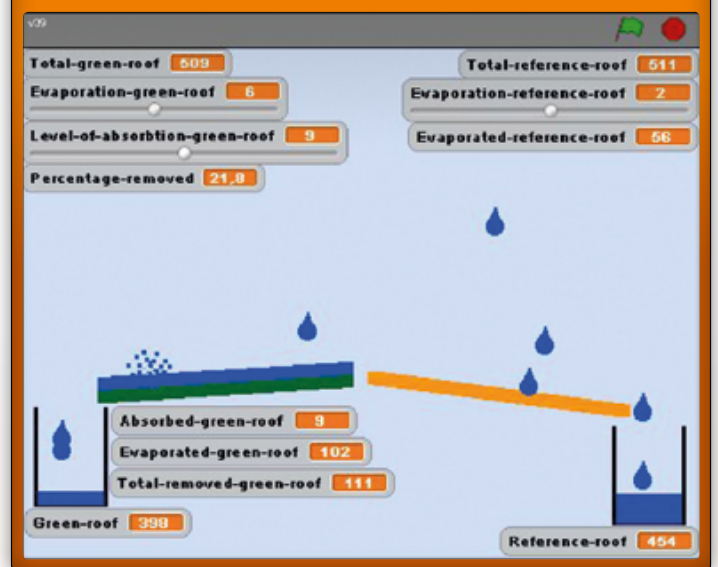 v39
Total-green-roof 509
Total-reference-roof 511
Evaporation-green-roof 6
Evaporation-reference-roof 2
Level-of-absorbtion-green-roof 9
Evaporated-reference-roof 56
Percentage-removed 21,8
Absorbed-green-roof 9
Evaporated-green-roof 102
Total-removed-green-roof 111
Green-roof 398
Reference-roof 454